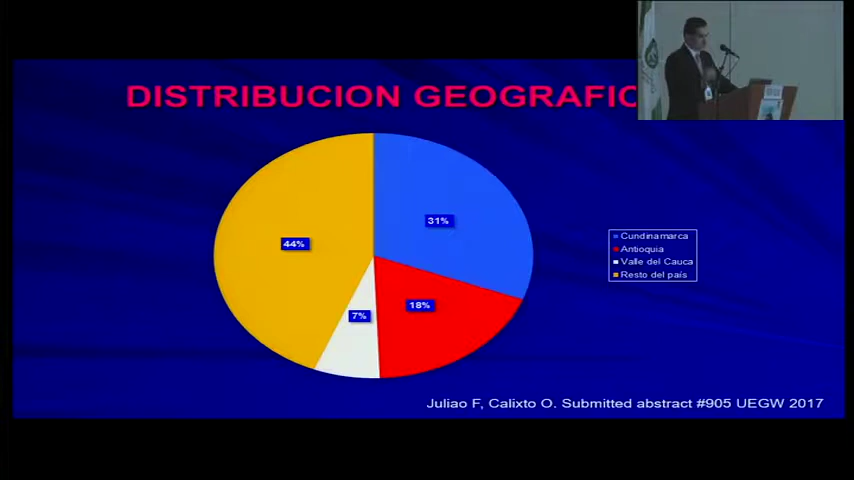 DISTRIBUCION GEOGRAFIC
31%
44%
18%
7%
Cundinamarca
Antioquia
Valle del Cauca
Resto del país
Juliao F, Calixto O. Submitted abstract #905 UEGW 2017